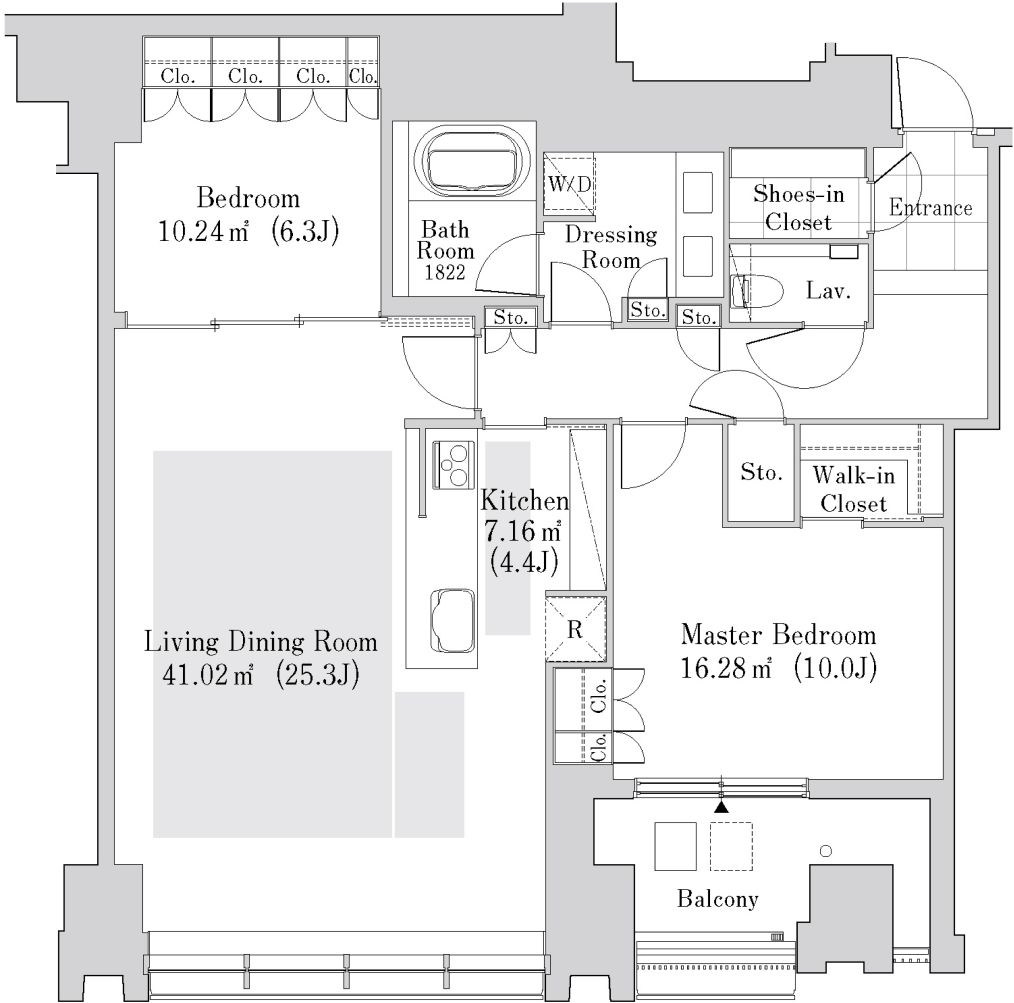 Clo.
Clo.
Clo.
Clo.
Bedroom
10.24㎡ (6.3J)
Bath
Room
1822
W/D
Dressing
Room
Shoes-in
Closet
Entrance
Lav.
Sto.
Sto.
Sto.
Kitchen
7.16㎡
(4.4J)
Sto.
Walk-in
Closet
Living Dining Room
41.02㎡ (25.3J)
R
Master Bedroom
16.28㎡ (10.0J)
Clo.
Clo.
Balcony